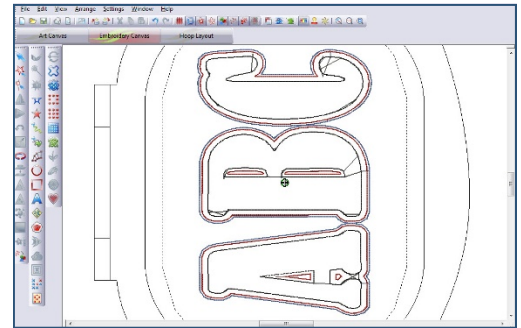 File Edit View Arrange Settings Window Help
Art Canvas Embroidery Canvas Hoop Layout
ABC